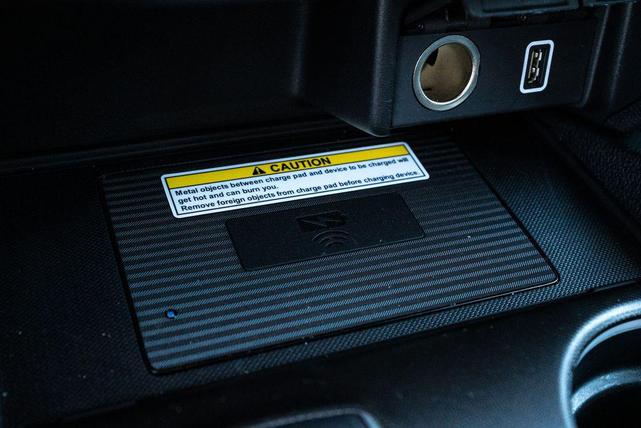 CAUTION
Metal objects between charge pad and device to be charged will
get hot and can burn you.
Remove foreign objects from charge pad before charging device.